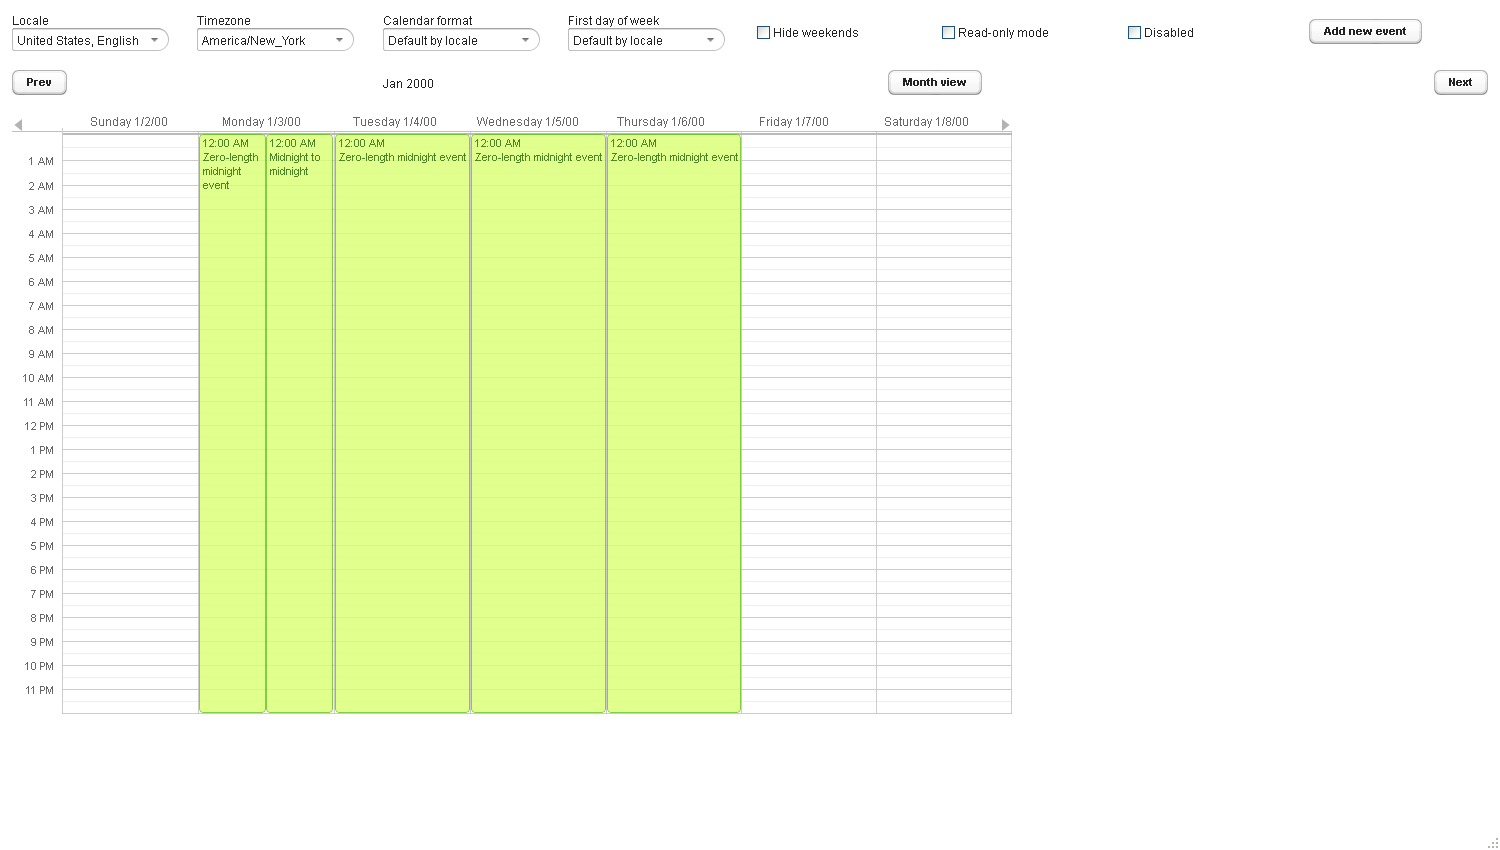 Locale
Timezone
Calendar format
First day of week
United States, English
America/New_York
Default by locale
Default by locale
Hide weekends
Read-only mode
Disabled
Add new event
Prev
Jan 2000
Month view
Next
Sunday 1/2/00
Monday 1/3/00
Tuesday 1/4/00
Wednesday 1/5/00
Thursday 1/6/00
Friday 1/7/00
Saturday 1/8/00
12:00 AM
Zero-length
midnight
event
12:00 AM
Midnight to
midnight
12:00 AM
Zero-length midnight event
12:00 AM
Zero-length midnight event
12:00 AM
Zero-length midnight event
1 AM
2 AM
3 AM
4 AM
5 AM
6 AM
7 AM
8 AM
9 AM
10 AM
11 AM
12 PM
1 PM
2 PM
3 PM
4 PM
5 PM
6 PM
7 PM
8 PM
9 PM
10 PM
11 PM